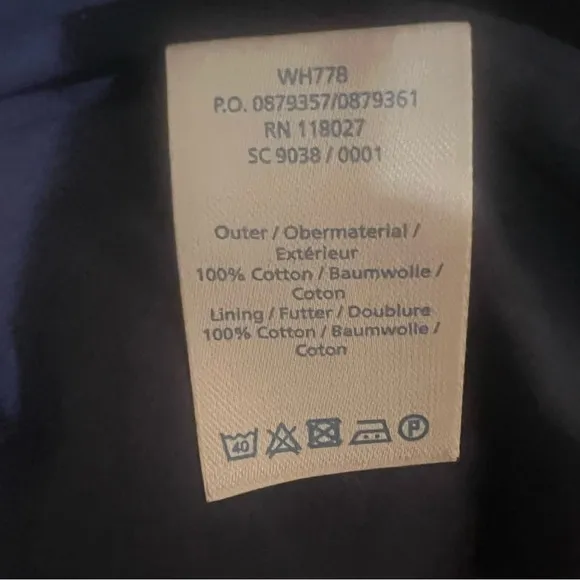 WH778
P.O. 0879357/0879361
RN 118027
SC 9038 / 0001
Outer / Obermaterial /
Extérieur
100% Cotton / Baumwolle /
Coton
Lining / Futter / Doublure
100% Cotton / Baumwolle /
Coton
40 P